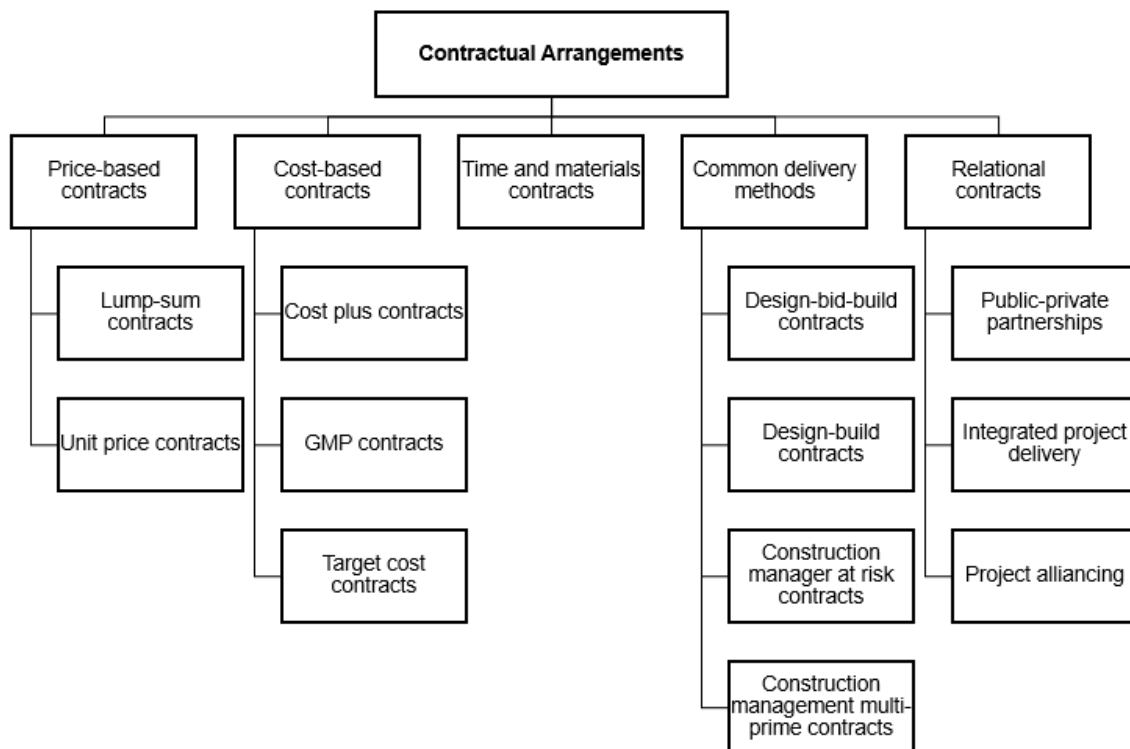 Contractual Arrangements
Price-based
contracts
Cost-based
contracts
Time and materials
contracts
Common delivery
methods
Relational
contracts
Lump-sum
contracts
Cost plus contracts
Design-bid-build
contracts
Public-private
partnerships
Unit price contracts
GMP contracts
Design-build
contracts
Integrated project
delivery
Target cost
contracts
Construction
manager at risk
contracts
Project alliancing
Construction
management multi-
prime contracts